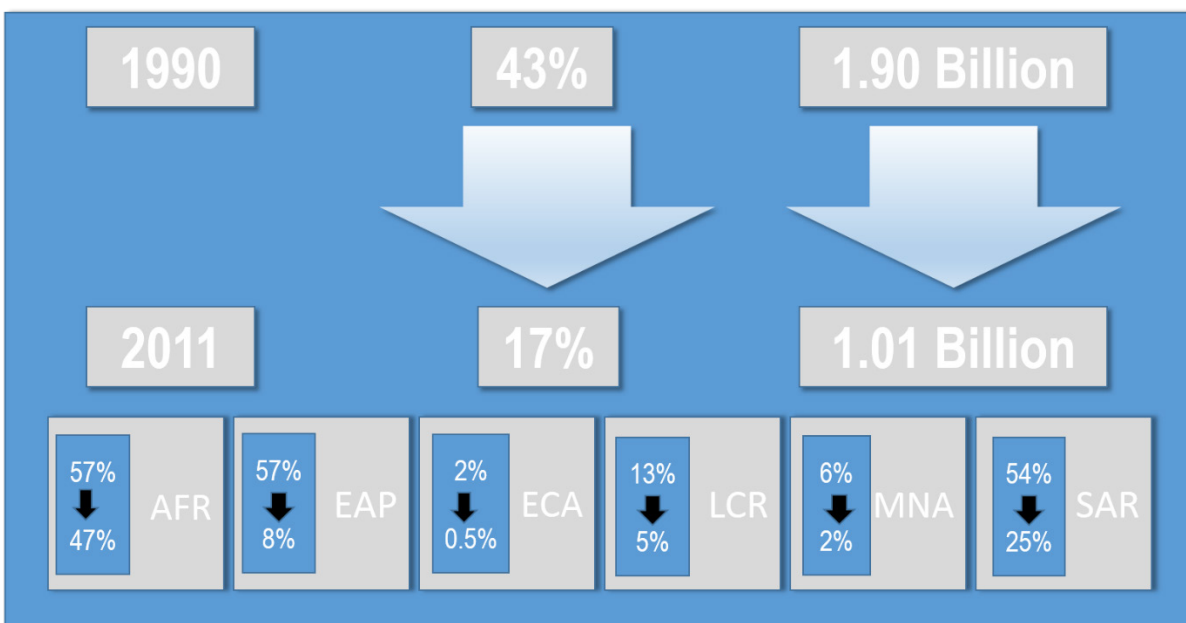 1990 43% 1.90 Billion
2011 17% 1.01 Billion
57%
47%
AFR
57%
8%
EAP
2%
0.5%
ECA
13%
5%
LCR
6%
2%
MNA
54%
25%
SAR